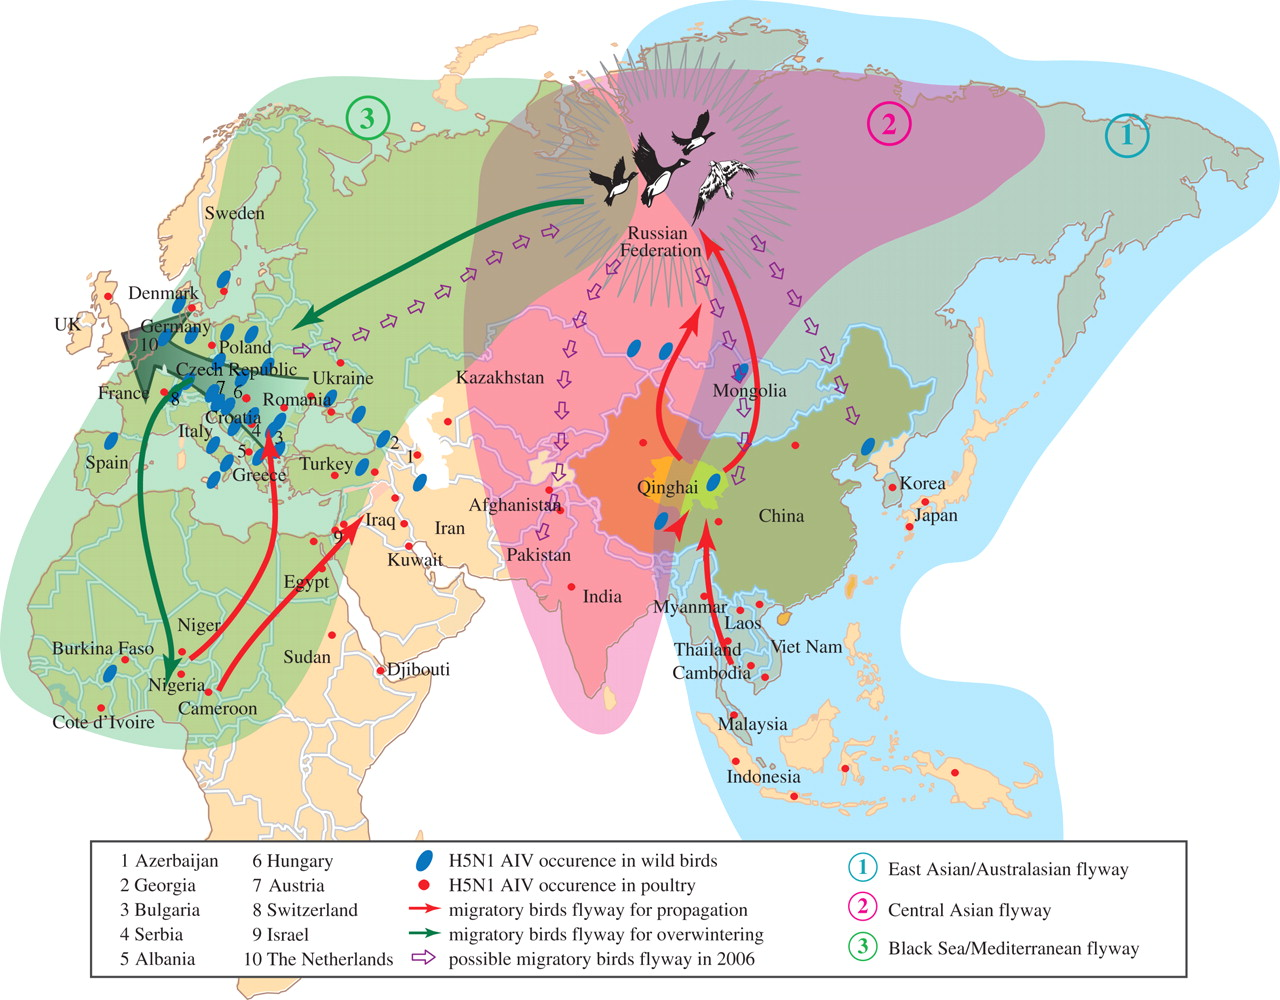 3
2
1
Sweden
Russian
Federation
Denmark
UK
Germany
10
Poland
Czech Republic
Kazakhstan
Ukraine
Mongolia
France
8
7
6
Romania
Croatia
4
Italy
3
2
1
Spain
5
Greece
Turkey
Qinghai
Korea
Afghanistan
Japan
Iraq
Iran
China
9
Kuwait
Pakistan
Egypt
India
Myanmar
Laos
Niger
Burkina Faso
Sudan
Thailand
Viet Nam
Djibouti
Cambodia
Nigeria
Cameroon
Cote d'Ivoire
Malaysia
Indonesia
1 Azerbaijan
2 Georgia
3 Bulgaria
4 Serbia
5 Albania
6 Hungary
7 Austria
8 Switzerland
9 Israel
10 The Netherlands
H5N1 AIV occurence in wild birds
H5N1 AIV occurence in poultry
migratory birds flyway for propagation
migratory birds flyway for overwintering
possible migratory birds flyway in 2006
1 East Asian/Australasian flyway
2 Central Asian flyway
3 Black Sea/Mediterranean flyway